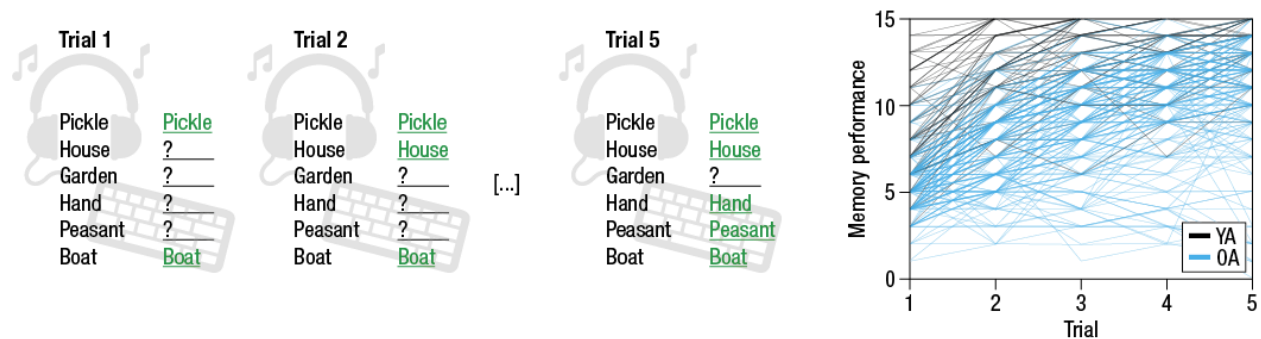 Trial 1
Pickle Pickle
House ?
Garden ?
Hand ?
Peasant ?
Boat Boat
Trial 2
Pickle Pickle
House House
Garden ?
Hand ?
Peasant ?
Boat Boat
[...]
Trial 5
Pickle Pickle
House House
Garden ?
Hand Hand
Peasant Peasant
Boat Boat
Memory performance
15
10
5
0
YA
OA
1 2 3 4 5
Trial